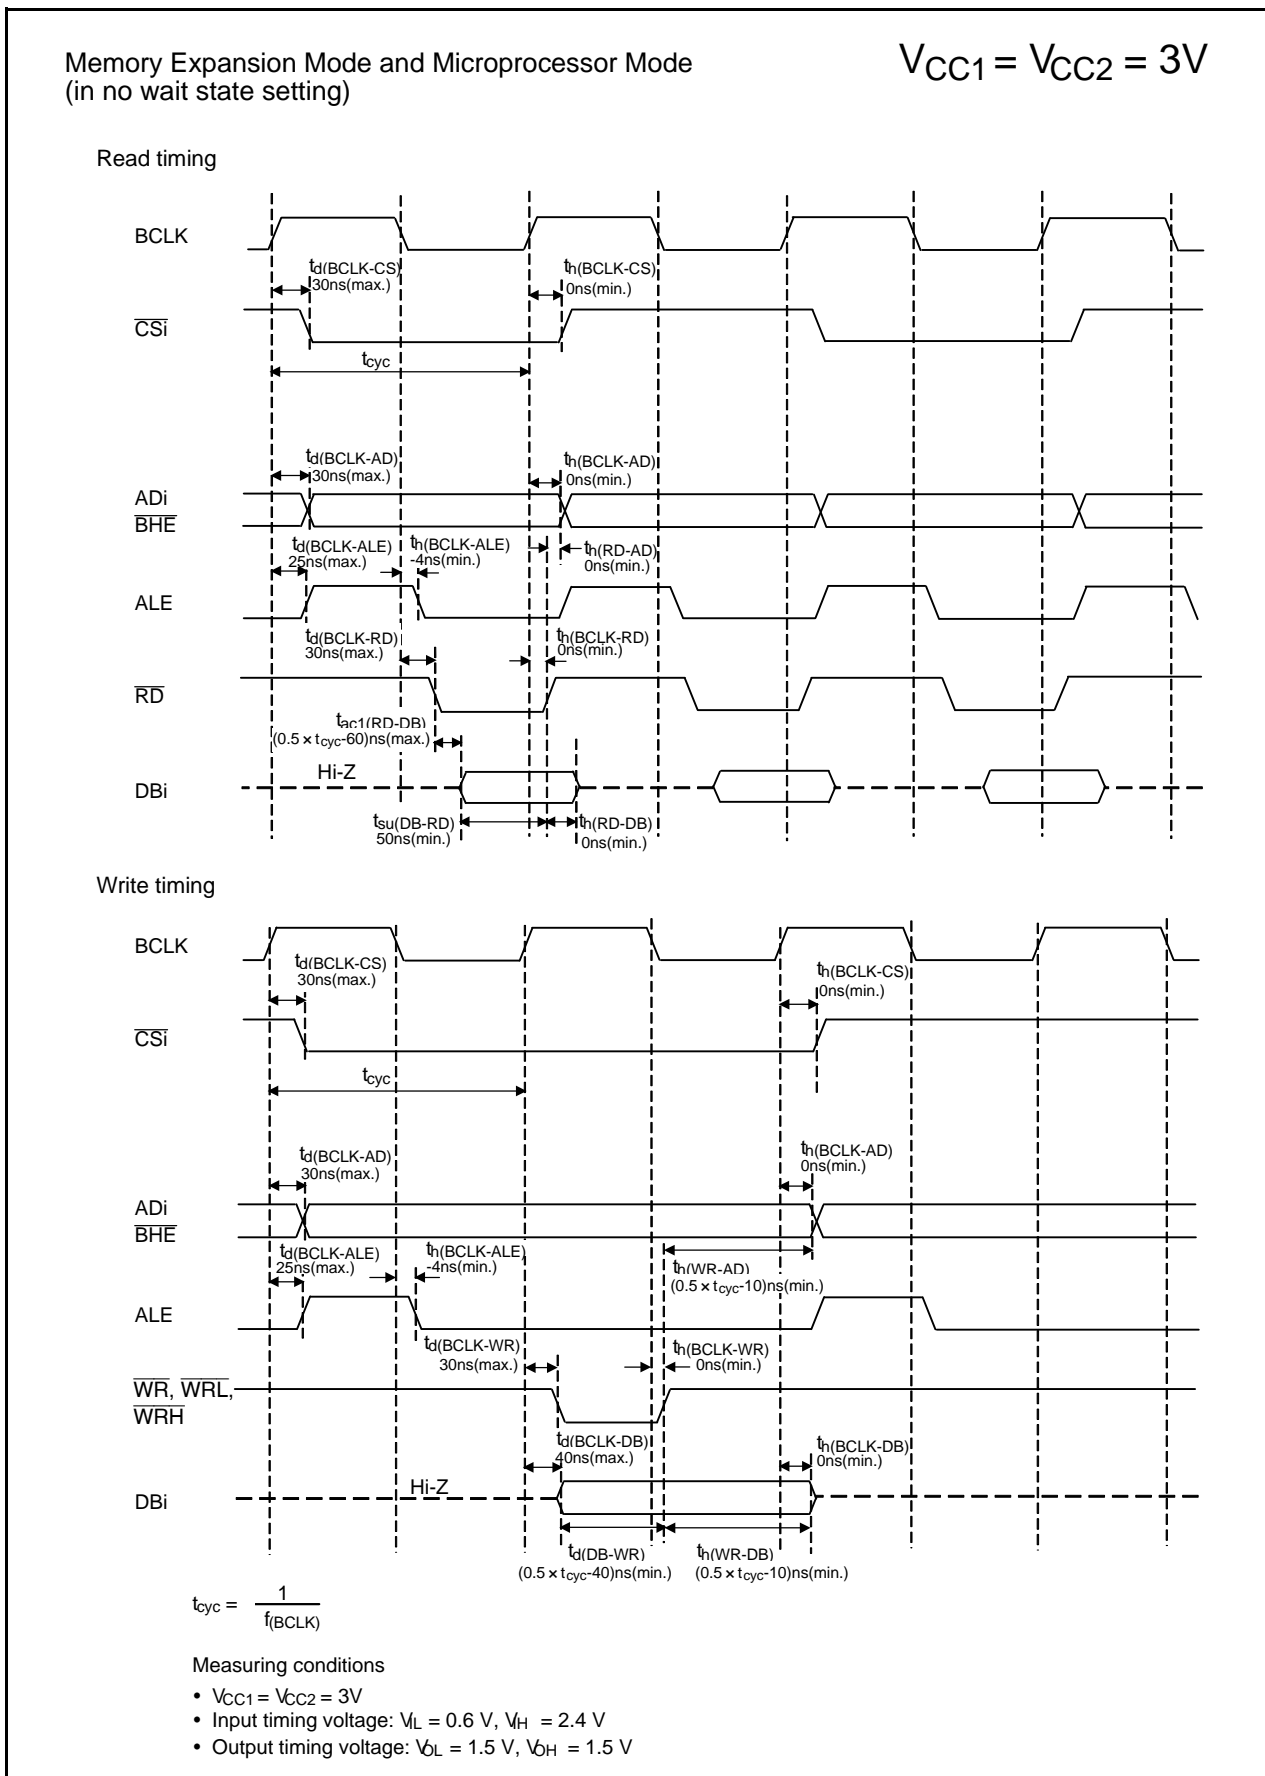 Memory Expansion Mode and Microprocessor Mode
(in no wait state setting)
VCC1 = VCC2 = 3V
Read timing
BCLK
td(BCLK-CS)
30ns(max.)
th(BCLK-CS)
0ns(min.)
CSi
tcyc
td(BCLK-AD)
30ns(max.)
th(BCLK-AD)
0ns(min.)
ADi
BHE
td(BCLK-ALE)
25ns(max.)
th(BCLK-ALE)
-4ns(min.)
th(RD-AD)
0ns(min.)
ALE
td(BCLK-RD)
30ns(max.)
th(BCLK-RD)
0ns(min.)
RD
tac1(RD-DB)
(0.5 × tcyc-60)ns(max.)
Hi-Z
DBi
tsu(DB-RD)
50ns(min.)
th(RD-DB)
0ns(min.)
Write timing
BCLK
td(BCLK-CS)
30ns(max.)
th(BCLK-CS)
0ns(min.)
CSi
tcyc
td(BCLK-AD)
30ns(max.)
th(BCLK-AD)
0ns(min.)
ADi
BHE
td(BCLK-ALE)
25ns(max.)
th(BCLK-ALE)
-4ns(min.)
th(WR-AD)
(0.5 × tcyc-10)ns(min.)
ALE
td(BCLK-WR)
30ns(max.)
th(BCLK-WR)
0ns(min.)
WR, WRL,
WRH
td(BCLK-DB)
40ns(max.)
th(BCLK-DB)
0ns(min.)
Hi-Z
DBi
td(DB-WR)
(0.5 × tcyc-40)ns(min.)
th(WR-DB)
(0.5 × tcyc-10)ns(min.)
tcyc = 1
f(BCLK)
Measuring conditions
• VCC1 = VCC2 = 3V
• Input timing voltage: VIL = 0.6 V, VIH = 2.4 V
• Output timing voltage: VOL = 1.5 V, VOH = 1.5 V